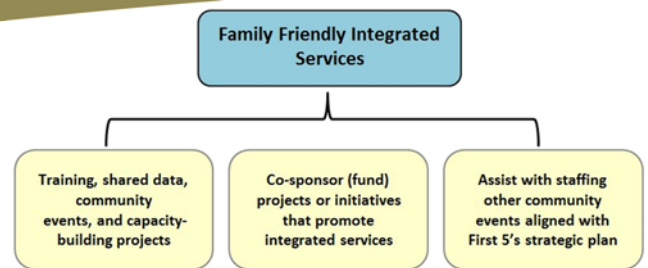 Family Friendly Integrated
Services
Training, shared data,
community
events, and capacity-
building projects
Co-sponsor (fund)
projects or initiatives
that promote
integrated services
Assist with staffing
other community
events aligned with
First 5's strategic plan